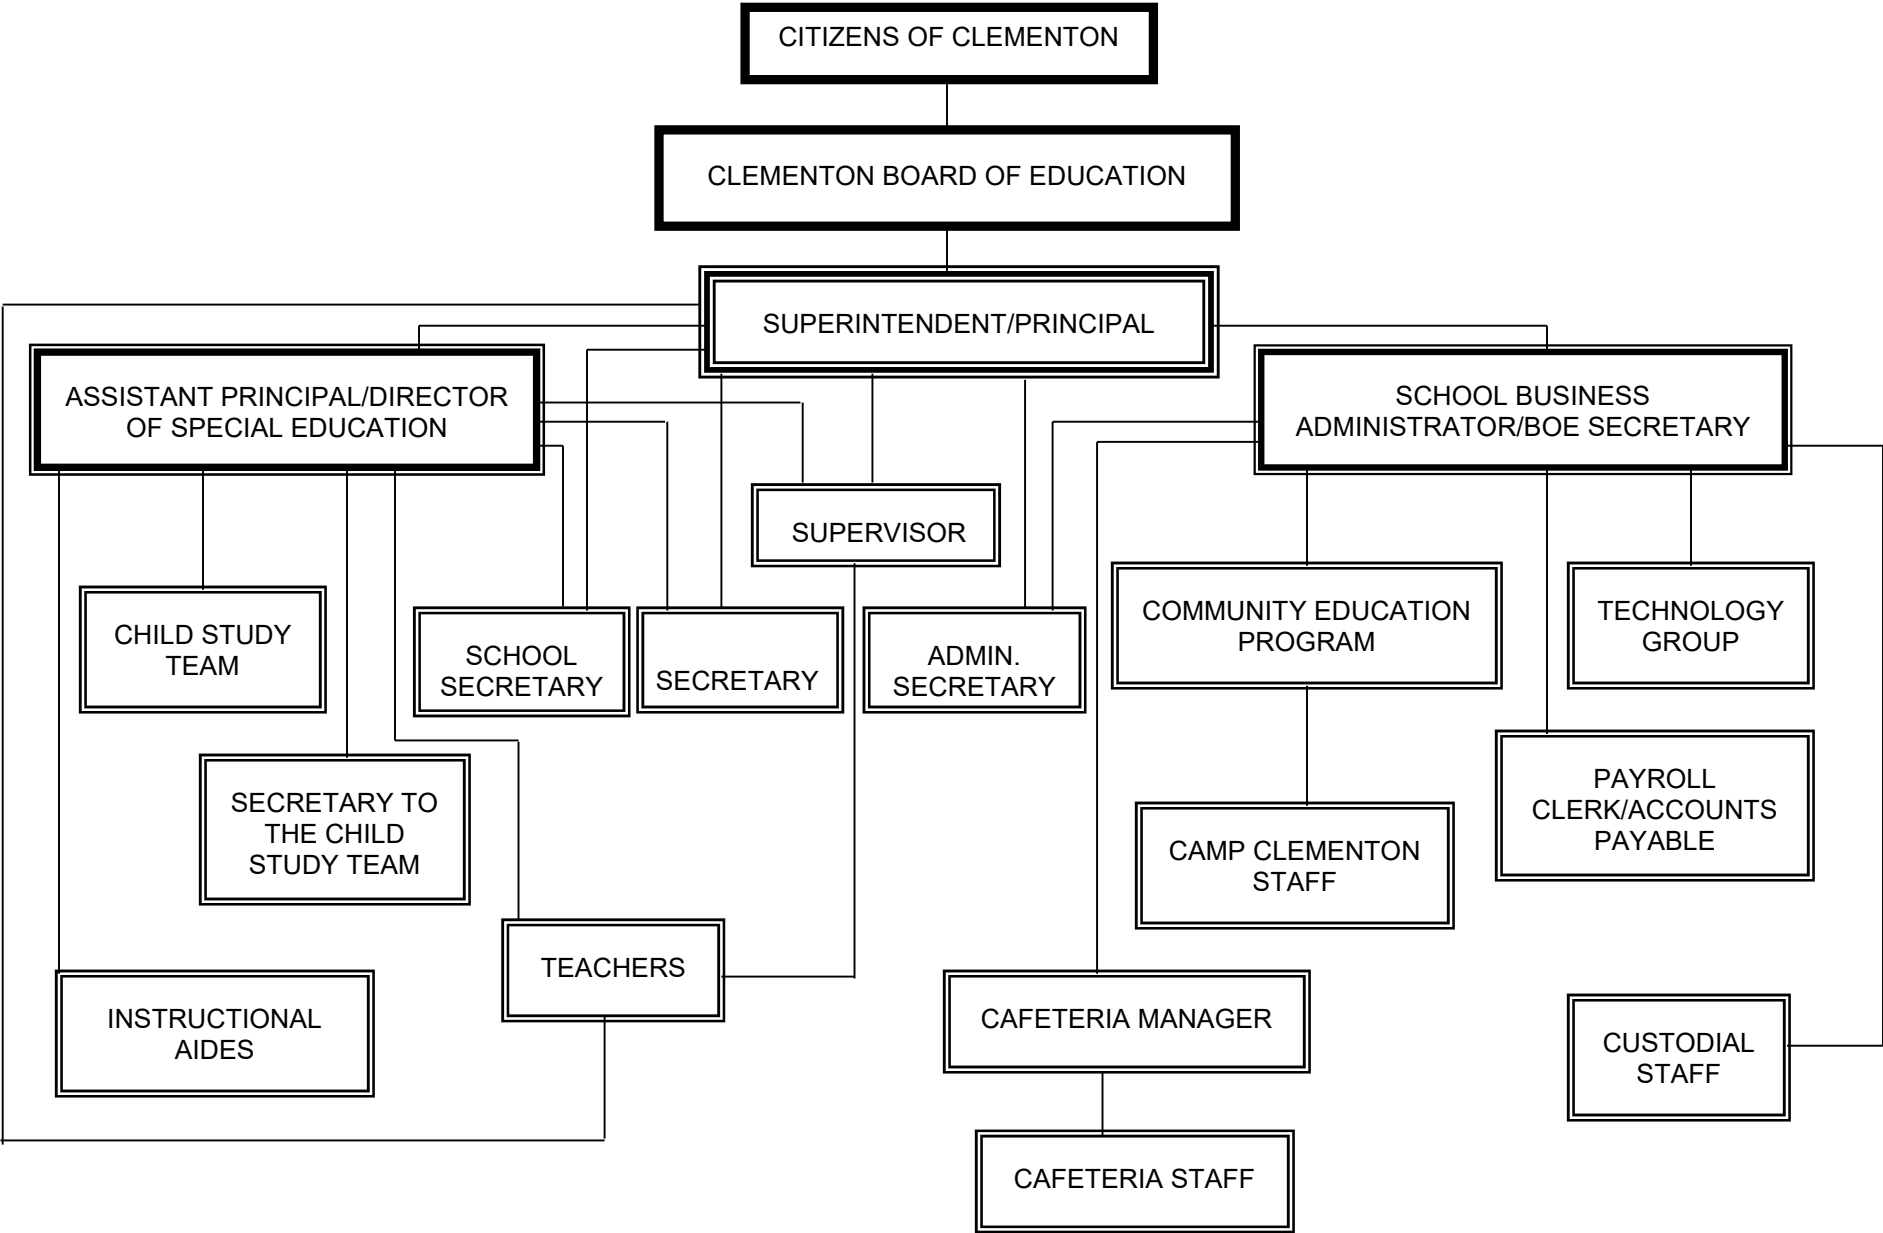 CITIZENS OF CLEMENTON
CLEMENTON BOARD OF EDUCATION
SUPERINTENDENT/PRINCIPAL
ASSISTANT PRINCIPAL/DIRECTOR
OF SPECIAL EDUCATION
SCHOOL BUSINESS
ADMINISTRATOR/BOE SECRETARY
SUPERVISOR
CHILD STUDY
TEAM
SCHOOL
SECRETARY
SECRETARY
ADMIN.
SECRETARY
COMMUNITY EDUCATION
PROGRAM
TECHNOLOGY
GROUP
SECRETARY TO
THE CHILD
STUDY TEAM
CAMP CLEMENTON
STAFF
PAYROLL
CLERK/ACCOUNTS
PAYABLE
TEACHERS
INSTRUCTIONAL
AIDES
CAFETERIA MANAGER
CUSTODIAL
STAFF
CAFETERIA STAFF